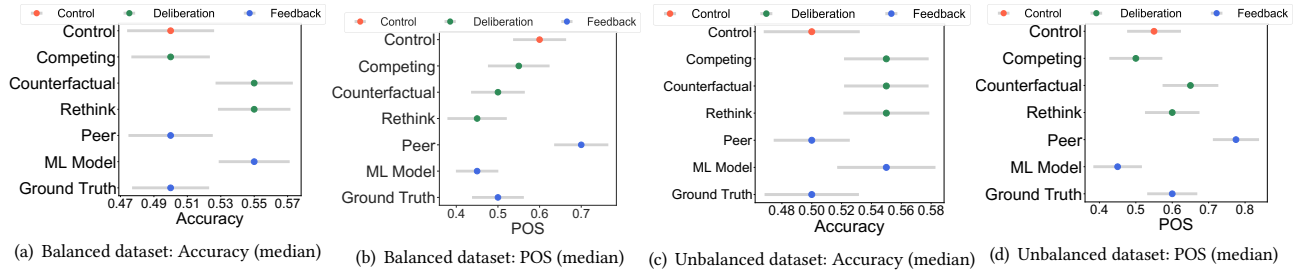 Control Deliberation Feedback
Control
Competing
Counterfactual
Rethink
Peer
ML Model
Ground Truth
0.47 0.49 0.51 0.53 0.55 0.57
Accuracy
(a) Balanced dataset: Accuracy (median)
Control Deliberation Feedback
Control
Competing
Counterfactual
Rethink
Peer
ML Model
Ground Truth
0.4 0.5 0.6 0.7
POS
(b) Balanced dataset: POS (median)
Control Deliberation Feedback
Control
Competing
Counterfactual
Rethink
Peer
ML Model
Ground Truth
0.48 0.50 0.52 0.54 0.56 0.58
Accuracy
(c) Unbalanced dataset: Accuracy (median)
Control Deliberation Feedback
Control
Competing
Counterfactual
Rethink
Peer
ML Model
Ground Truth
0.4 0.5 0.6 0.7 0.8
POS
(d) Unbalanced dataset: POS (median)